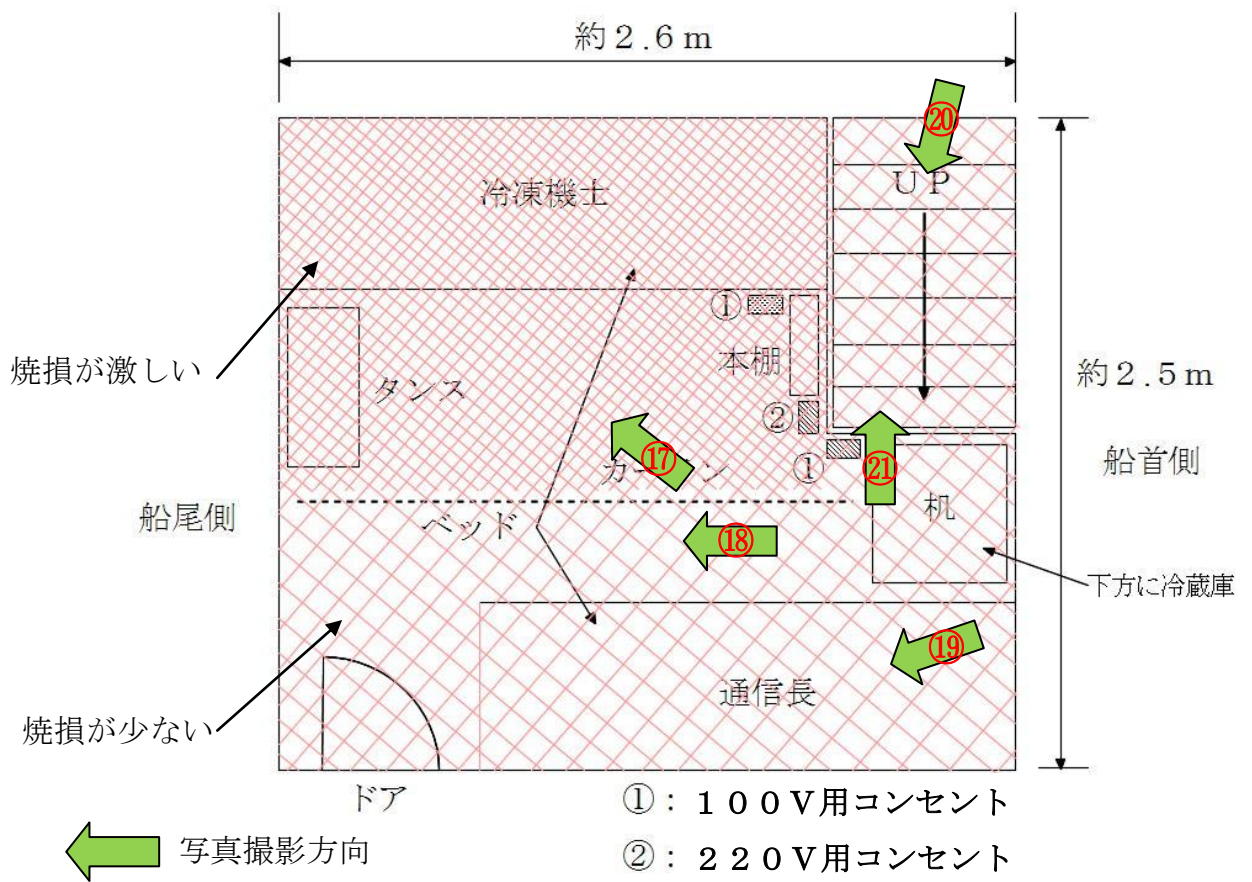 約２.６ｍ
⑳
ＵＰ
冷凍機士
焼損が激しい
①
本棚
タンス
約２.５ｍ
②
⑰
カーテン
①
㉑
船首側
船尾側
ベッド
⑱
机
下方に冷蔵庫
⑲
通信長
焼損が少ない
ドア
①：１００Ｖ用コンセント
写真撮影方向
②：２２０Ｖ用コンセント